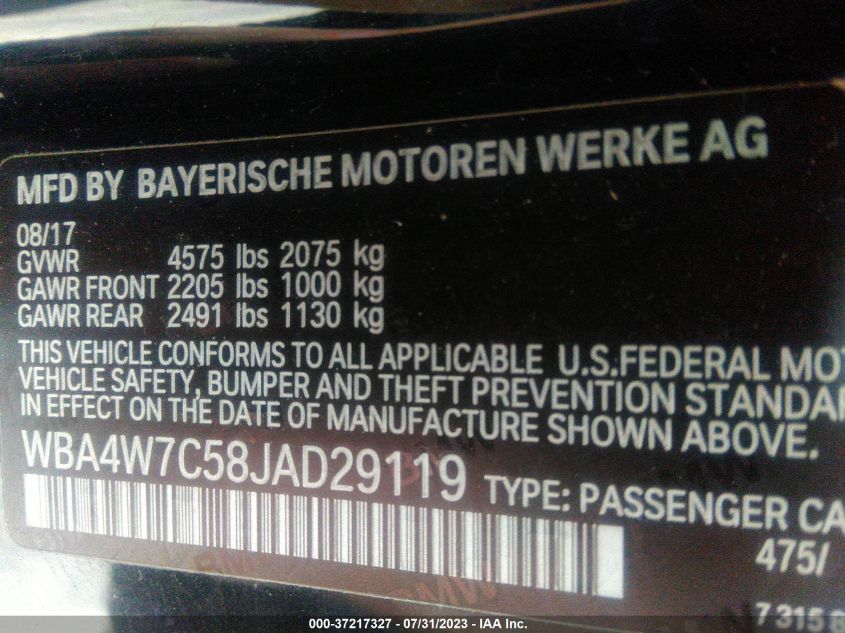 MFD BY BAYERISCHE MOTOREN WERKE AG
08/17
GVWR 4575 lbs 2075 kg
GAWR FRONT 2205 lbs 1000 kg
GAWR REAR 2491 lbs 1130 kg
THIS VEHICLE CONFORMS TO ALL APPLICABLE U.S.FEDERAL MOT
VEHICLE SAFETY, BUMPER AND THEFT PREVENTION STANDAR
IN EFFECT ON THE DATE OF MANUFACTURE SHOWN ABOVE.
WBA4W7C58JAD29119 TYPE: PASSENGER CA
475/
7 315 8
000-37217327 - 07/31/2023 - IAA Inc.